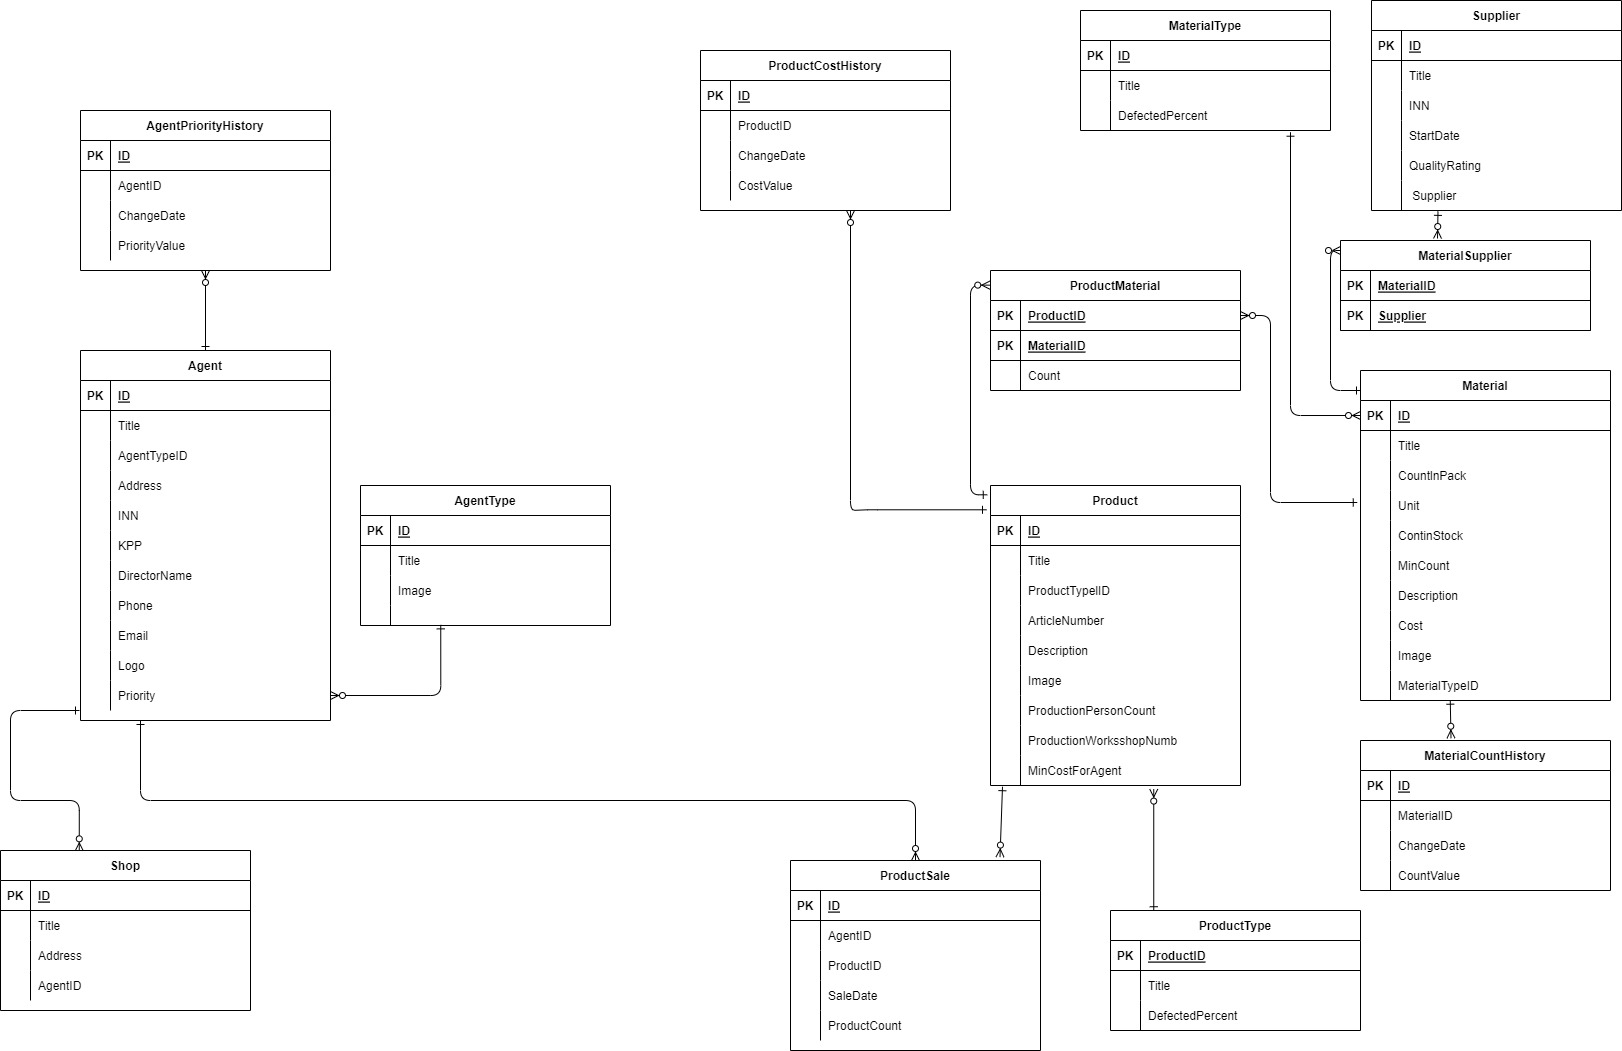 AgentPriorityHistory
PK ID
AgentID
ChangeDate
PriorityValue
Agent
PK ID
Title
AgentTypeID
Address
INN
KPP
DirectorName
Phone
Email
Logo
Priority
AgentType
PK ID
Title
Image
Shop
PK ID
Title
Address
AgentID
ProductCostHistory
PK ID
ProductID
ChangeDate
CostValue
ProductMaterial
PK ProductID
PK MaterialID
Count
Product
PK ID
Title
ProductTypeIID
ArticleNumber
Description
Image
ProductionPersonCount
ProductionWorksshopNumb
MinCostForAgent
ProductSale
PK ID
AgentID
ProductID
SaleDate
ProductCount
ProductType
PK ProductID
Title
DefectedPercent
MaterialType
PK ID
Title
DefectedPercent
Supplier
PK ID
Title
INN
StartDate
QualityRating
Supplier
MaterialSupplier
PK MaterialID
PK Supplier
Material
PK ID
Title
CountInPack
Unit
ContinStock
MinCount
Description
Cost
Image
MaterialTypeID
MaterialCountHistory
PK ID
MaterialID
ChangeDate
CountValue